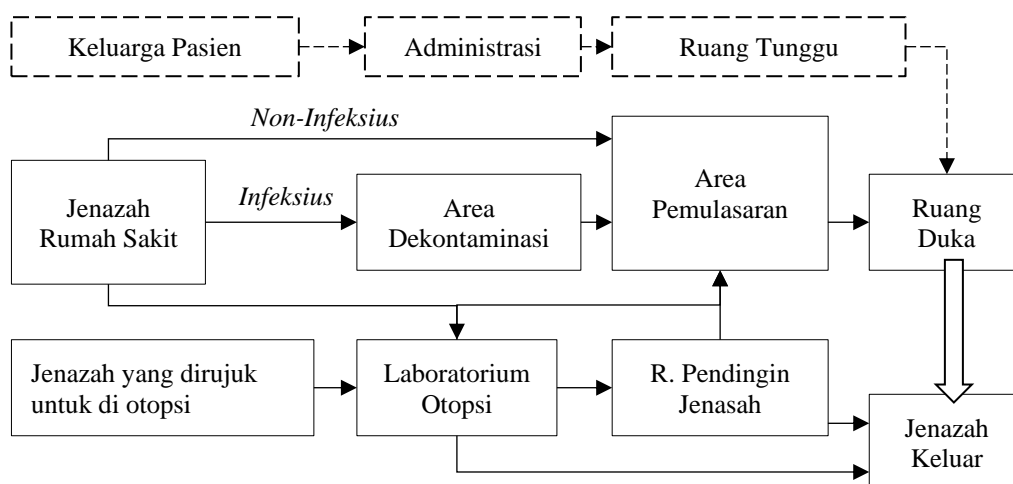 Keluarga Pasien
Administrasi
Ruang Tunggu
Non-Infeksius
Jenazah
Rumah Sakit
Infeksius
Area
Dekontaminasi
Area
Pemulasaran
Ruang
Duka
Jenazah yang dirujuk
untuk di otopsi
Laboratorium
Otopsi
R. Pendingin
Jenasah
Jenazah
Keluar